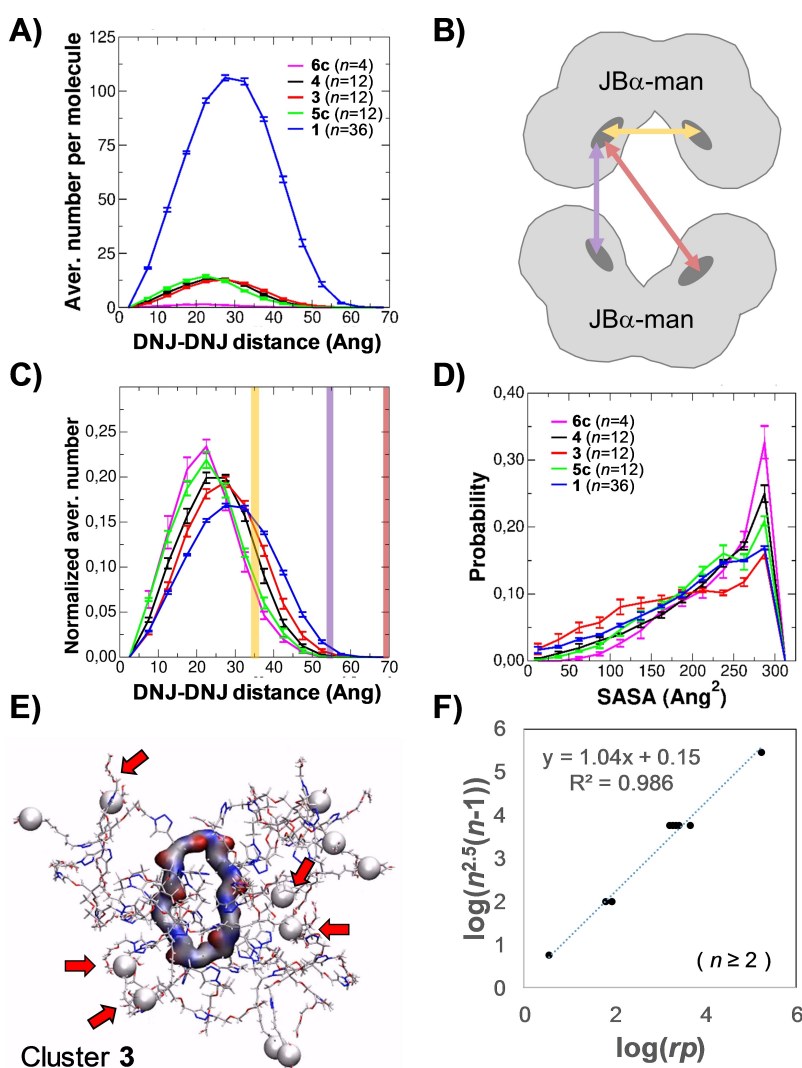 A)
125
100
75
50
25
0
Aver. number per molecule
6c (n=4)
4 (n=12)
3 (n=12)
5c (n=12)
1 (n=36)
0 10 20 30 40 50 60 70
DNJ-DNJ distance (Ang)
B)
JBα-man
JBα-man
C)
0,25
0,20
0,15
0,10
0,05
0,00
Normalized aver. number
0 10 20 30 40 50 60 70
DNJ-DNJ distance (Ang)
D)
0,40
0,30
0,20
0,10
0,00
Probability
6c (n=4)
4 (n=12)
3 (n=12)
5c (n=12)
1 (n=36)
0 50 100 150 200 250 300
SASA (Ang²)
E)
Cluster 3
F)
6
5
4
3
2
1
0
log(n²·⁵(n-1))
y = 1.04x + 0.15
R² = 0.986
( n ≥ 2 )
0 2 4 6
log(rp)